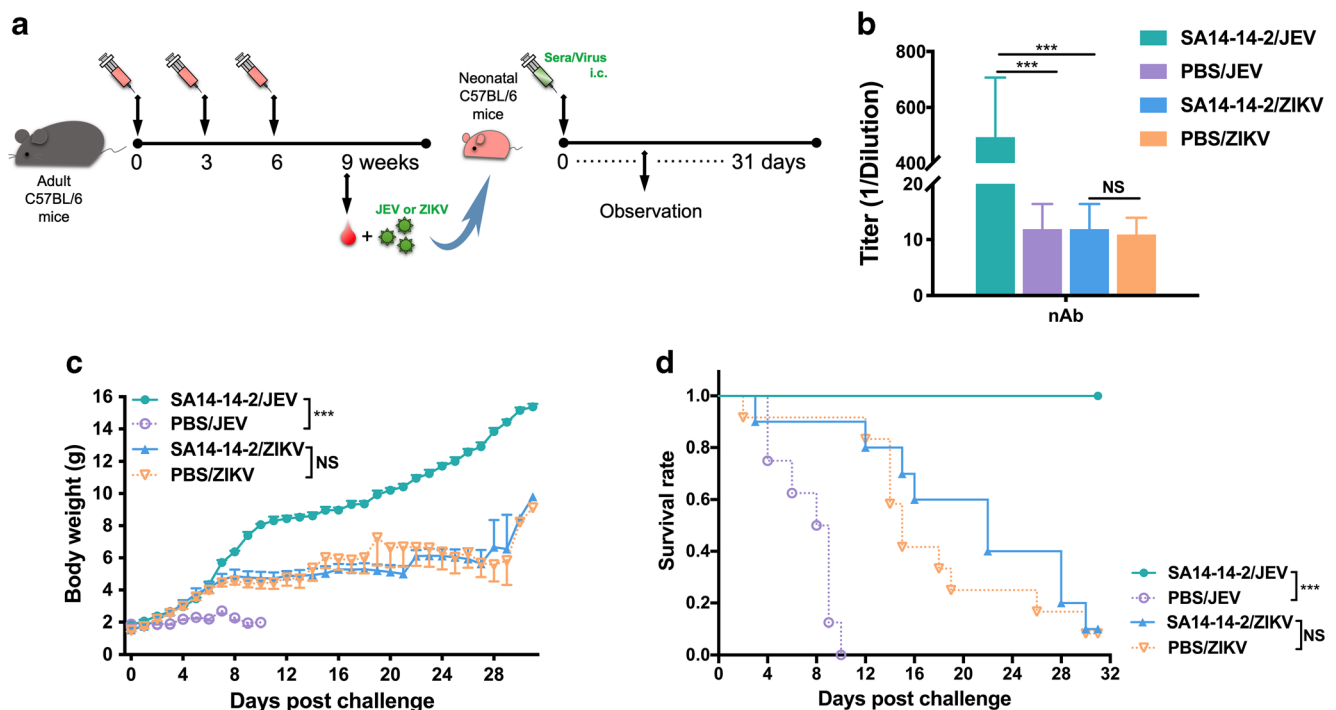 a
Sera/Virus
i.c.
Neonatal
C57BL/6
mice
0 3 6 9 weeks
0 31 days
Adult
C57BL/6
mice
JEV or ZIKV
+
Observation
b
SA14-14-2/JEV
PBS/JEV
SA14-14-2/ZIKV
PBS/ZIKV
Titer (1/Dilution)
800
600
400
20
10
0
***
***
NS
nAb
c
SA14-14-2/JEV
PBS/JEV
***
SA14-14-2/ZIKV
PBS/ZIKV
NS
Body weight (g)
16
14
12
10
8
6
4
2
0
0 4 8 12 16 20 24 28
Days post challenge
d
Survival rate
1.0
0.8
0.6
0.4
0.2
0.0
0 4 8 12 16 20 24 28 32
Days post challenge
SA14-14-2/JEV
PBS/JEV
***
SA14-14-2/ZIKV
PBS/ZIKV
NS